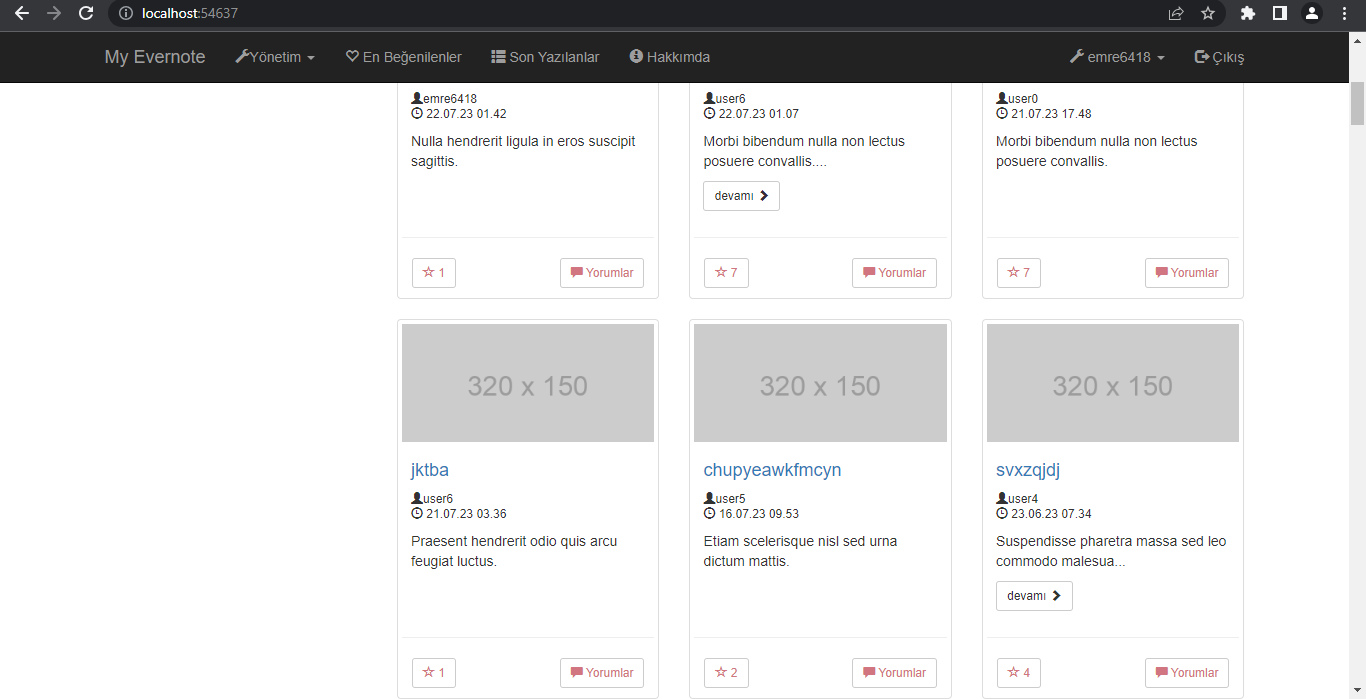 localhost:54637
My Evernote Yönetim En Beğenilenler Son Yazılanlar Hakkımda emre6418 Çıkış
emre6418
22.07.23 01.42
Nulla hendrerit ligula in eros suscipit
sagittis.
1 Yorumlar
user6
22.07.23 01.07
Morbi bibendum nulla non lectus
posuere convallis....
devamı
7 Yorumlar
user0
21.07.23 17.48
Morbi bibendum nulla non lectus
posuere convallis.
7 Yorumlar
320 x 150
jktba
user6
21.07.23 03.36
Praesent hendrerit odio quis arcu
feugiat luctus.
1 Yorumlar
320 x 150
chupyeawkfmcyn
user5
16.07.23 09.53
Etiam scelerisque nisl sed urna
dictum mattis.
2 Yorumlar
320 x 150
svxzqjdj
user4
23.06.23 07.34
Suspendisse pharetra massa sed leo
commodo malesua...
devamı
4 Yorumlar